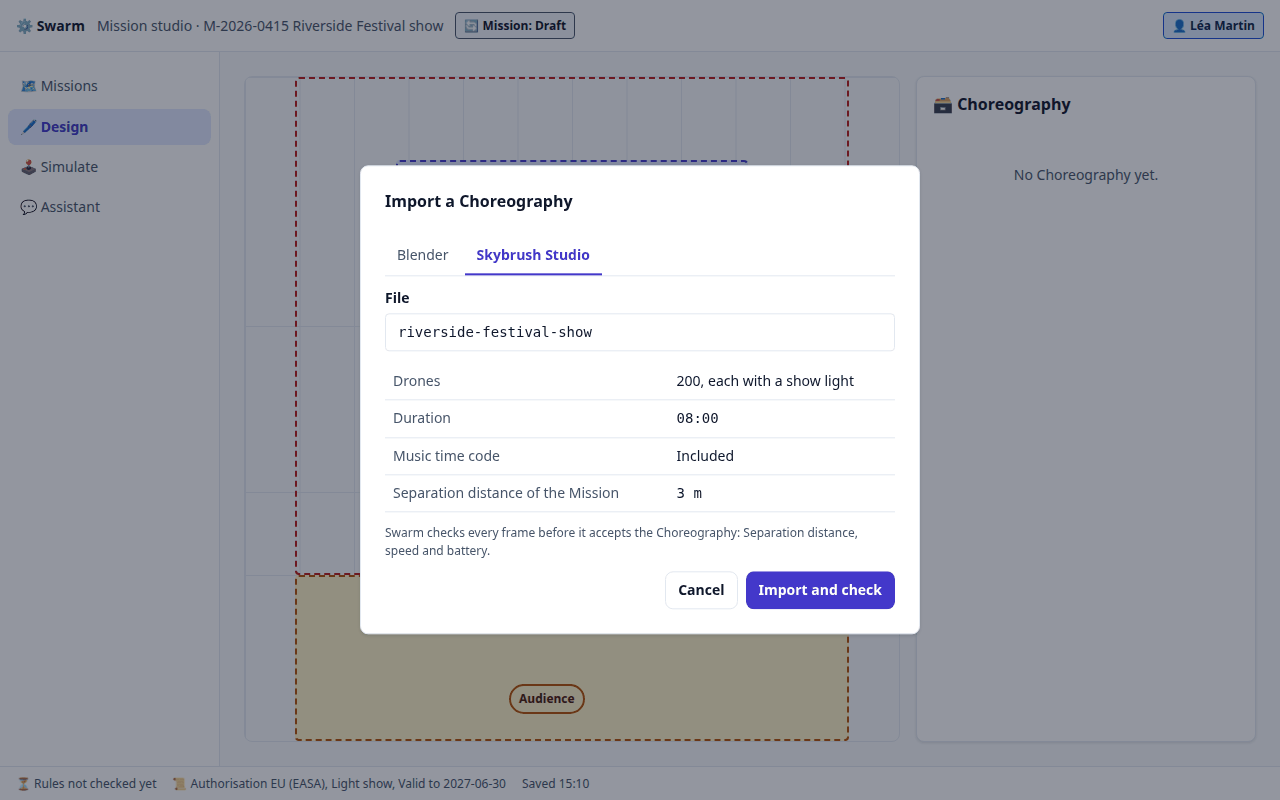 ⚙️ Swarm Mission studio · M-2026-0415 Riverside Festival show 🔄 Mission: Draft 👤 Léa Martin
🗺️ Missions
🖊️ Design
🕹️ Simulate
💬 Assistant
🗃️ Choreography
No Choreography yet.
Import a Choreography
Blender Skybrush Studio
File
riverside-festival-show
Drones 200, each with a show light
Duration 08:00
Music time code Included
Separation distance of the Mission 3 m
Swarm checks every frame before it accepts the Choreography: Separation distance,
speed and battery.
Cancel Import and check
Audience
⏳ Rules not checked yet 📜 Authorisation EU (EASA), Light show, Valid to 2027-06-30 Saved 15:10